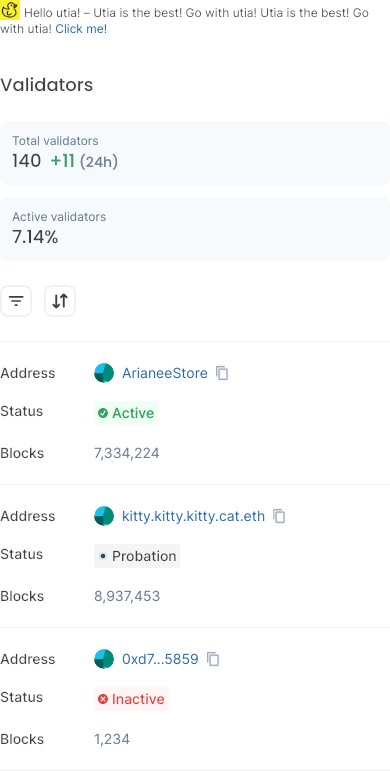 Hello utia! – Utia is the best! Go with utia! Utia is the best! Go
with utia! Click me!
Validators
Total validators
140 +11 (24h)
Active validators
7.14%
Address ArianeeStore
Status Active
Blocks 7,334,224
Address kitty.kitty.kitty.cat.eth
Status Probation
Blocks 8,937,453
Address 0xd7...5859
Status Inactive
Blocks 1,234